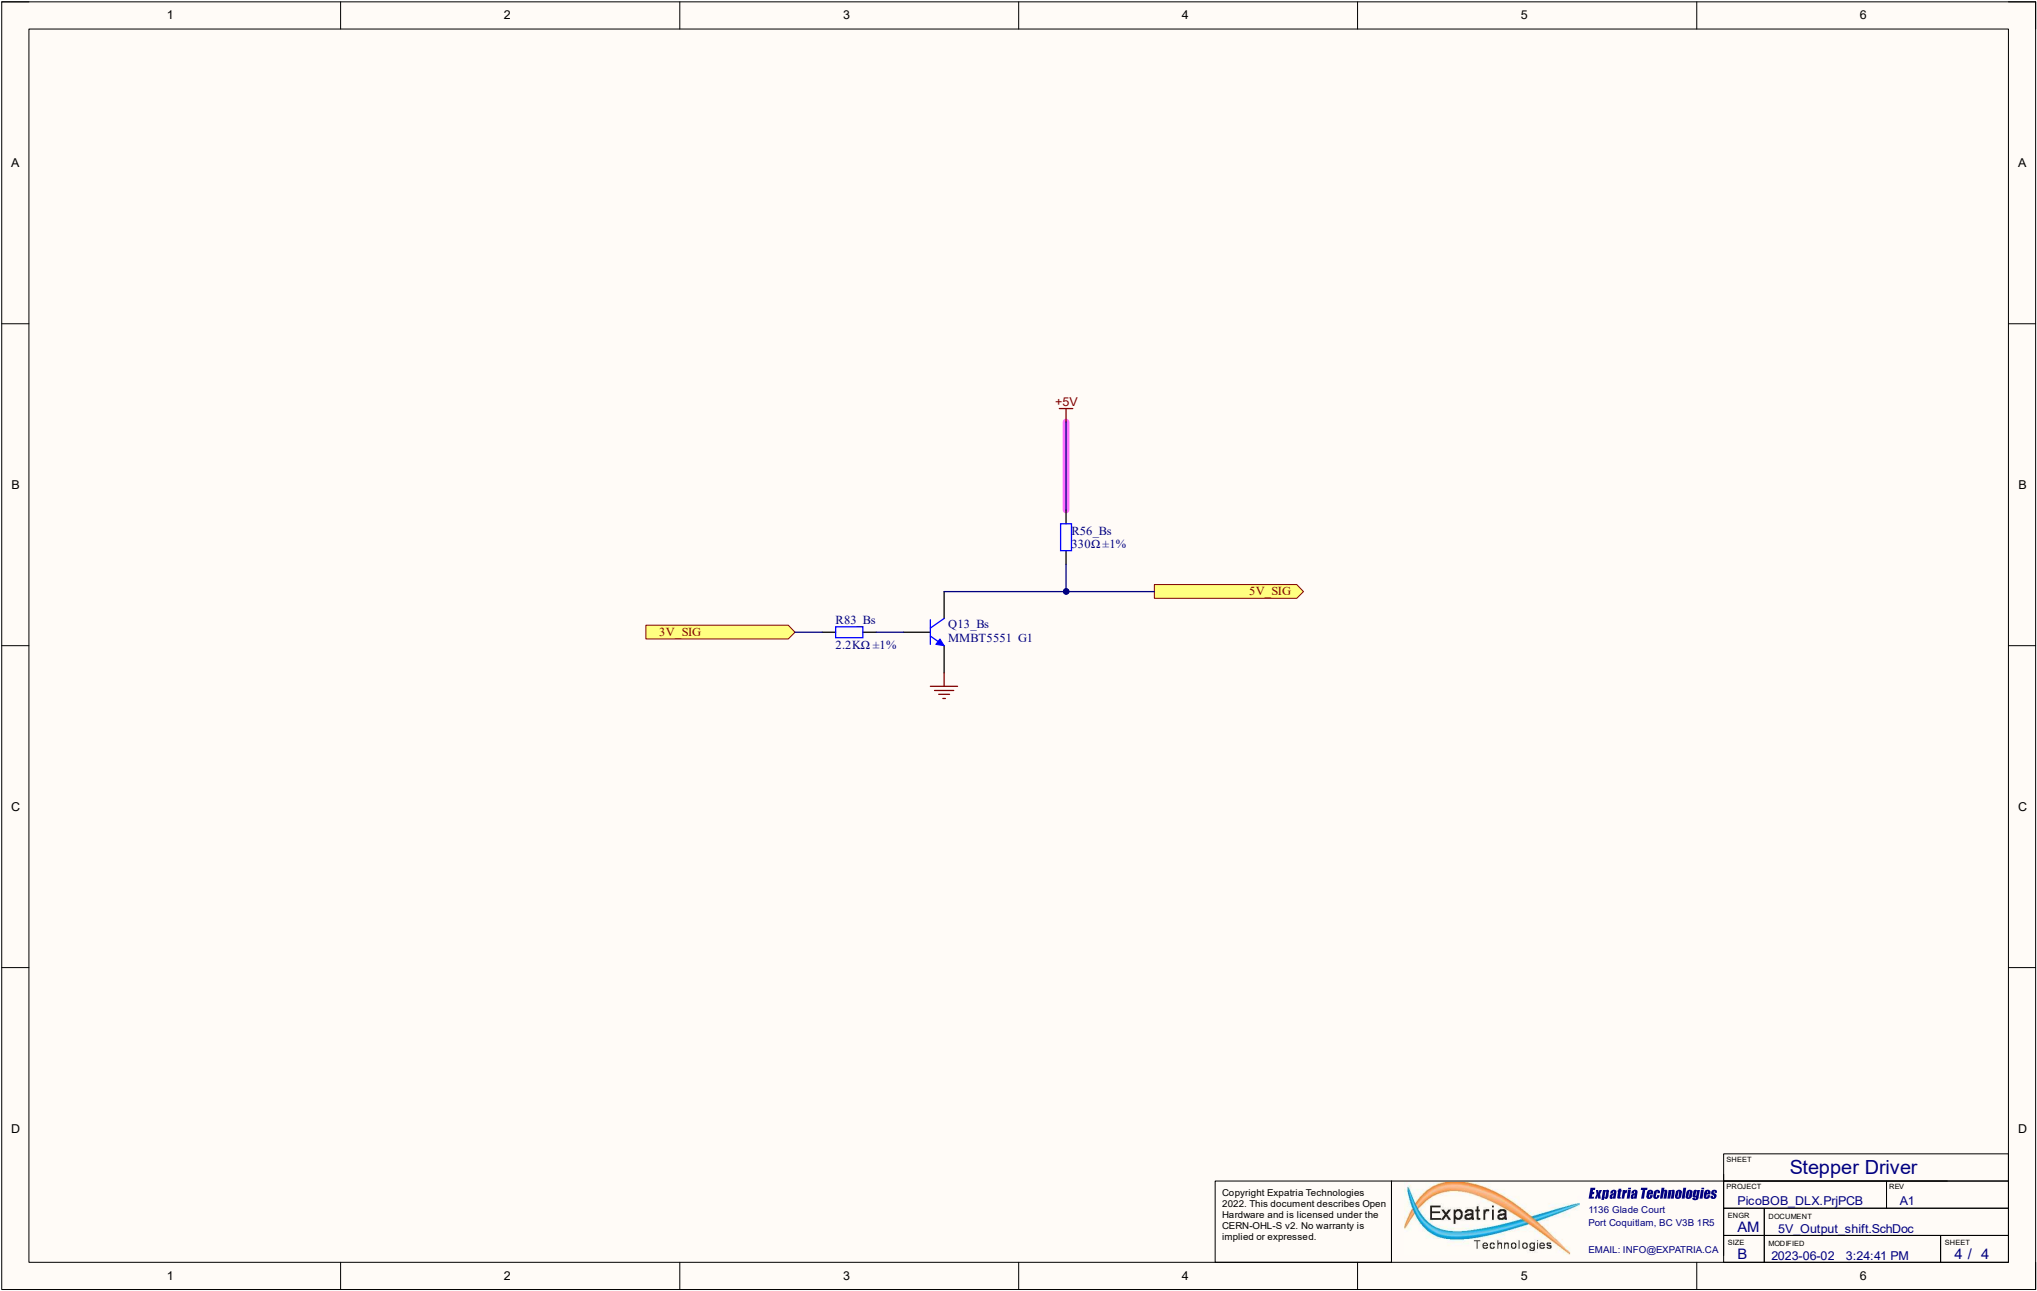 1 2 3 4 5 6
A A
+5V
B B
R56_Bs
330Ω ±1%
5V_SIG
R83_Bs
3V_SIG
Q13_Bs
MMBT5551_G1
2.2KΩ ±1%
C C
D D
SHEET
Stepper Driver
Copyright Expatria Technologies
2022. This document describes Open
Hardware and is licensed under the
CERN-OHL-S v2. No warranty is
implied or expressed.
Expatria
Technologies
Expatria Technologies
1136 Glade Court
Port Coquitlam, BC V3B 1R5
EMAIL: INFO@EXPATRIA.CA
PROJECT REV
PicoBOB_DLX.PrjPCB A1
ENGR DOCUMENT
AM 5V_Output_shift.SchDoc
SIZE MODIFIED SHEET
B 2023-06-02 3:24:41 PM 4 / 4
1 2 3 4 5 6